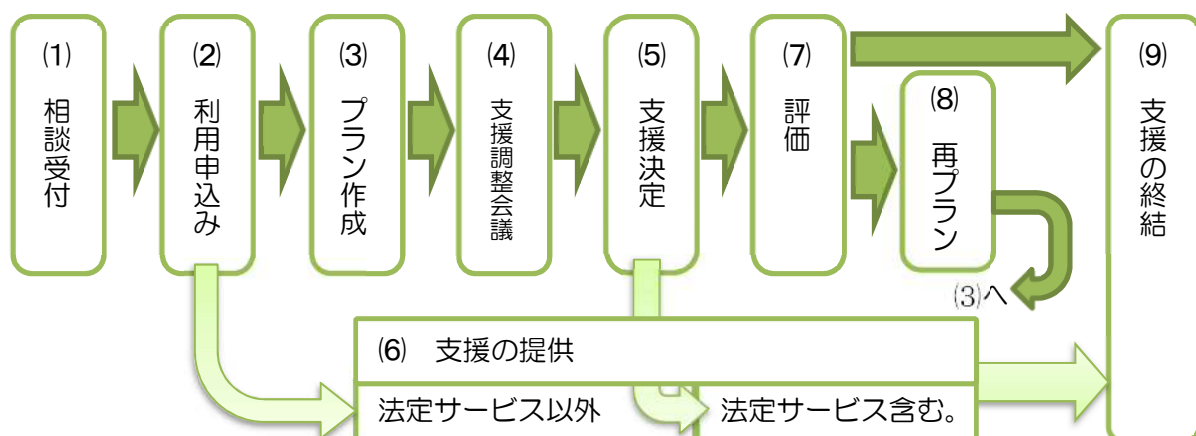 ⑴
相談受付
⑵
利用申込み
⑶
プラン作成
⑷
支援調整会議
⑸
支援決定
⑺
評価
⑻
再プラン
⑶へ
⑼
支援の終結
⑹ 支援の提供
法定サービス以外
法定サービス含む。